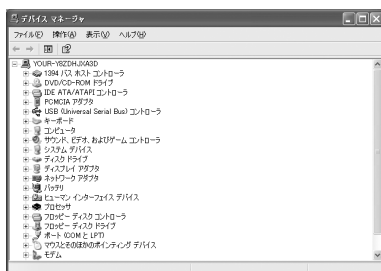 デバイス マネージャ
ファイル(F) 操作(A) 表示(V) ヘルプ(H)
YOUR-Y8ZDHJXA3D
1394 バス ホスト コントローラ
DVD/CD-ROM ドライブ
IDE ATA/ATAPI コントローラ
PCMCIA アダプタ
USB (Universal Serial Bus) コントローラ
キーボード
コンピュータ
サウンド、ビデオ、およびゲーム コントローラ
システム デバイス
ディスク ドライブ
ディスプレイ アダプタ
ネットワーク アダプタ
バッテリ
ヒューマン インターフェイス デバイス
プロセッサ
フロッピー ディスク コントローラ
フロッピー ディスク ドライブ
ポート (COM と LPT)
マウスとそのほかのポインティング デバイス
モデム